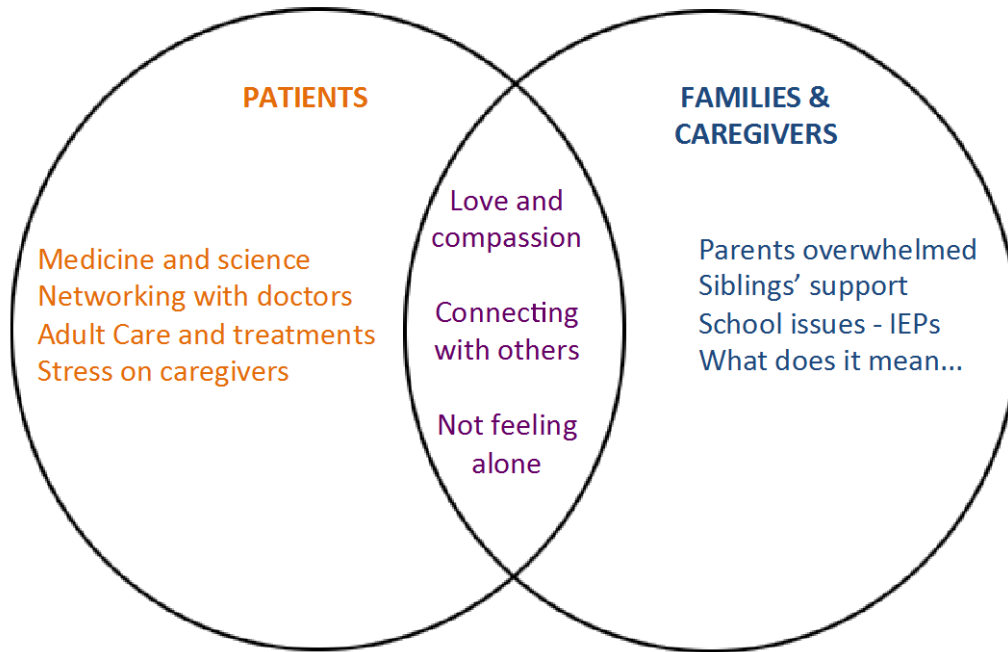 PATIENTS
Medicine and science
Networking with doctors
Adult Care and treatments
Stress on caregivers
Love and
compassion
Connecting
with others
Not feeling
alone
FAMILIES &
CAREGIVERS
Parents overwhelmed
Siblings’ support
School issues - IEPs
What does it mean...